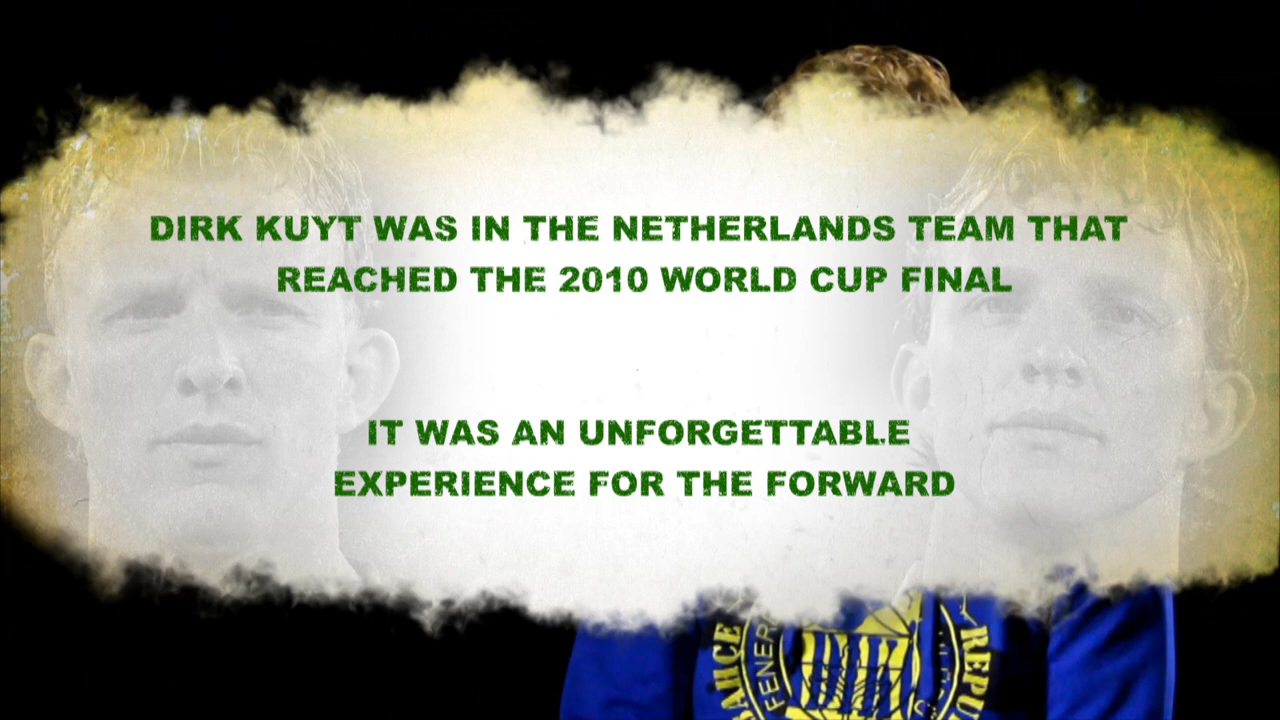 DIRK KUYT WAS IN THE NETHERLANDS TEAM THAT
REACHED THE 2010 WORLD CUP FINAL
IT WAS AN UNFORGETTABLE
EXPERIENCE FOR THE FORWARD